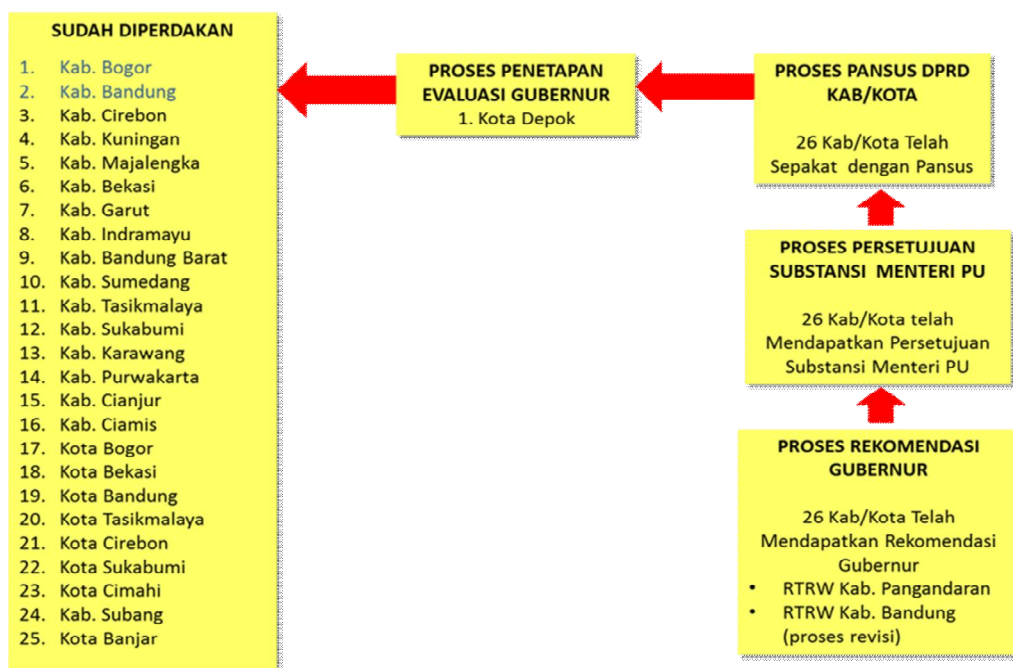 SUDAH DIPERDAKAN
1. Kab. Bogor
2. Kab. Bandung
3. Kab. Cirebon
4. Kab. Kuningan
5. Kab. Majalengka
6. Kab. Bekasi
7. Kab. Garut
8. Kab. Indramayu
9. Kab. Bandung Barat
10. Kab. Sumedang
11. Kab. Tasikmalaya
12. Kab. Sukabumi
13. Kab. Karawang
14. Kab. Purwakarta
15. Kab. Cianjur
16. Kab. Ciamis
17. Kota Bogor
18. Kota Bekasi
19. Kota Bandung
20. Kota Tasikmalaya
21. Kota Cirebon
22. Kota Sukabumi
23. Kota Cimahi
24. Kab. Subang
25. Kota Banjar
PROSES PENETAPAN
EVALUASI GUBERNUR
1. Kota Depok
PROSES PANSUS DPRD
KAB/KOTA
26 Kab/Kota Telah
Sepakat dengan Pansus
PROSES PERSETUJUAN
SUBSTANSI MENTERI PU
26 Kab/Kota telah
Mendapatkan Persetujuan
Substansi Menteri PU
PROSES REKOMENDASI
GUBERNUR
26 Kab/Kota Telah
Mendapatkan Rekomendasi
Gubernur
• RTRW Kab. Pangandaran
• RTRW Kab. Bandung
(proses revisi)